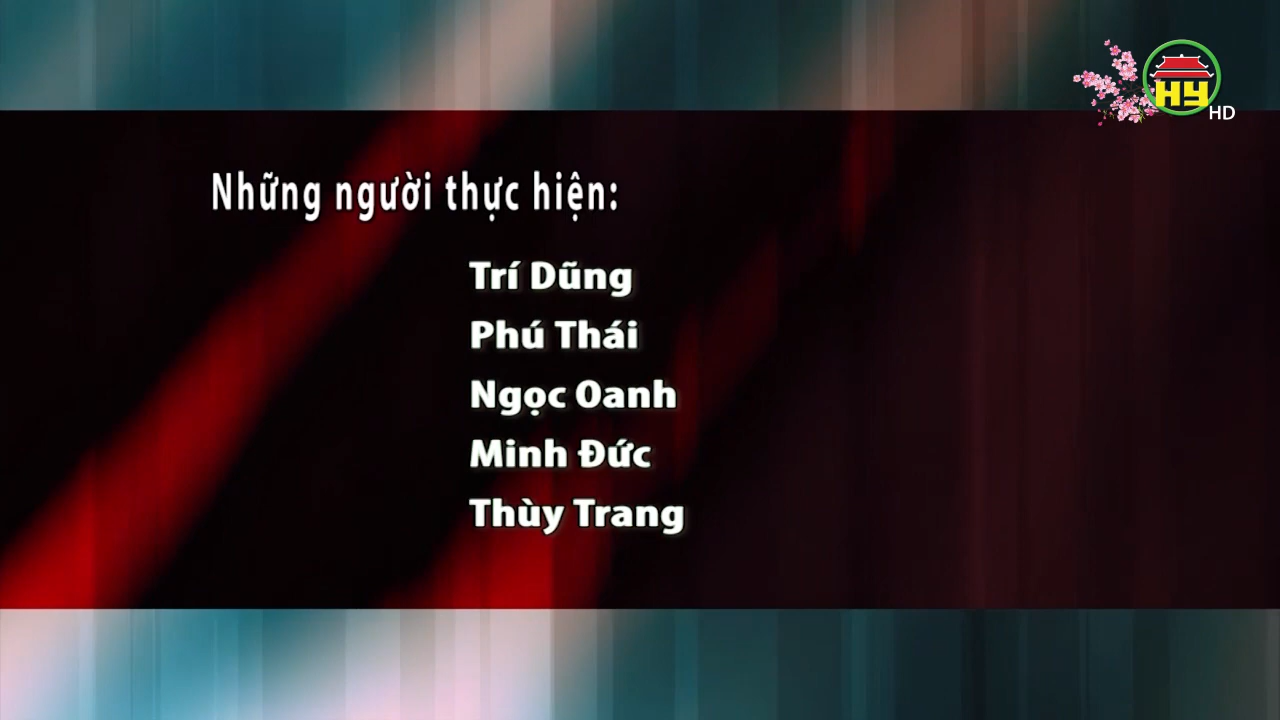 HY
HD
Những người thực hiện:
Trí Dũng
Phú Thái
Ngọc Oanh
Minh Đức
Thùy Trang